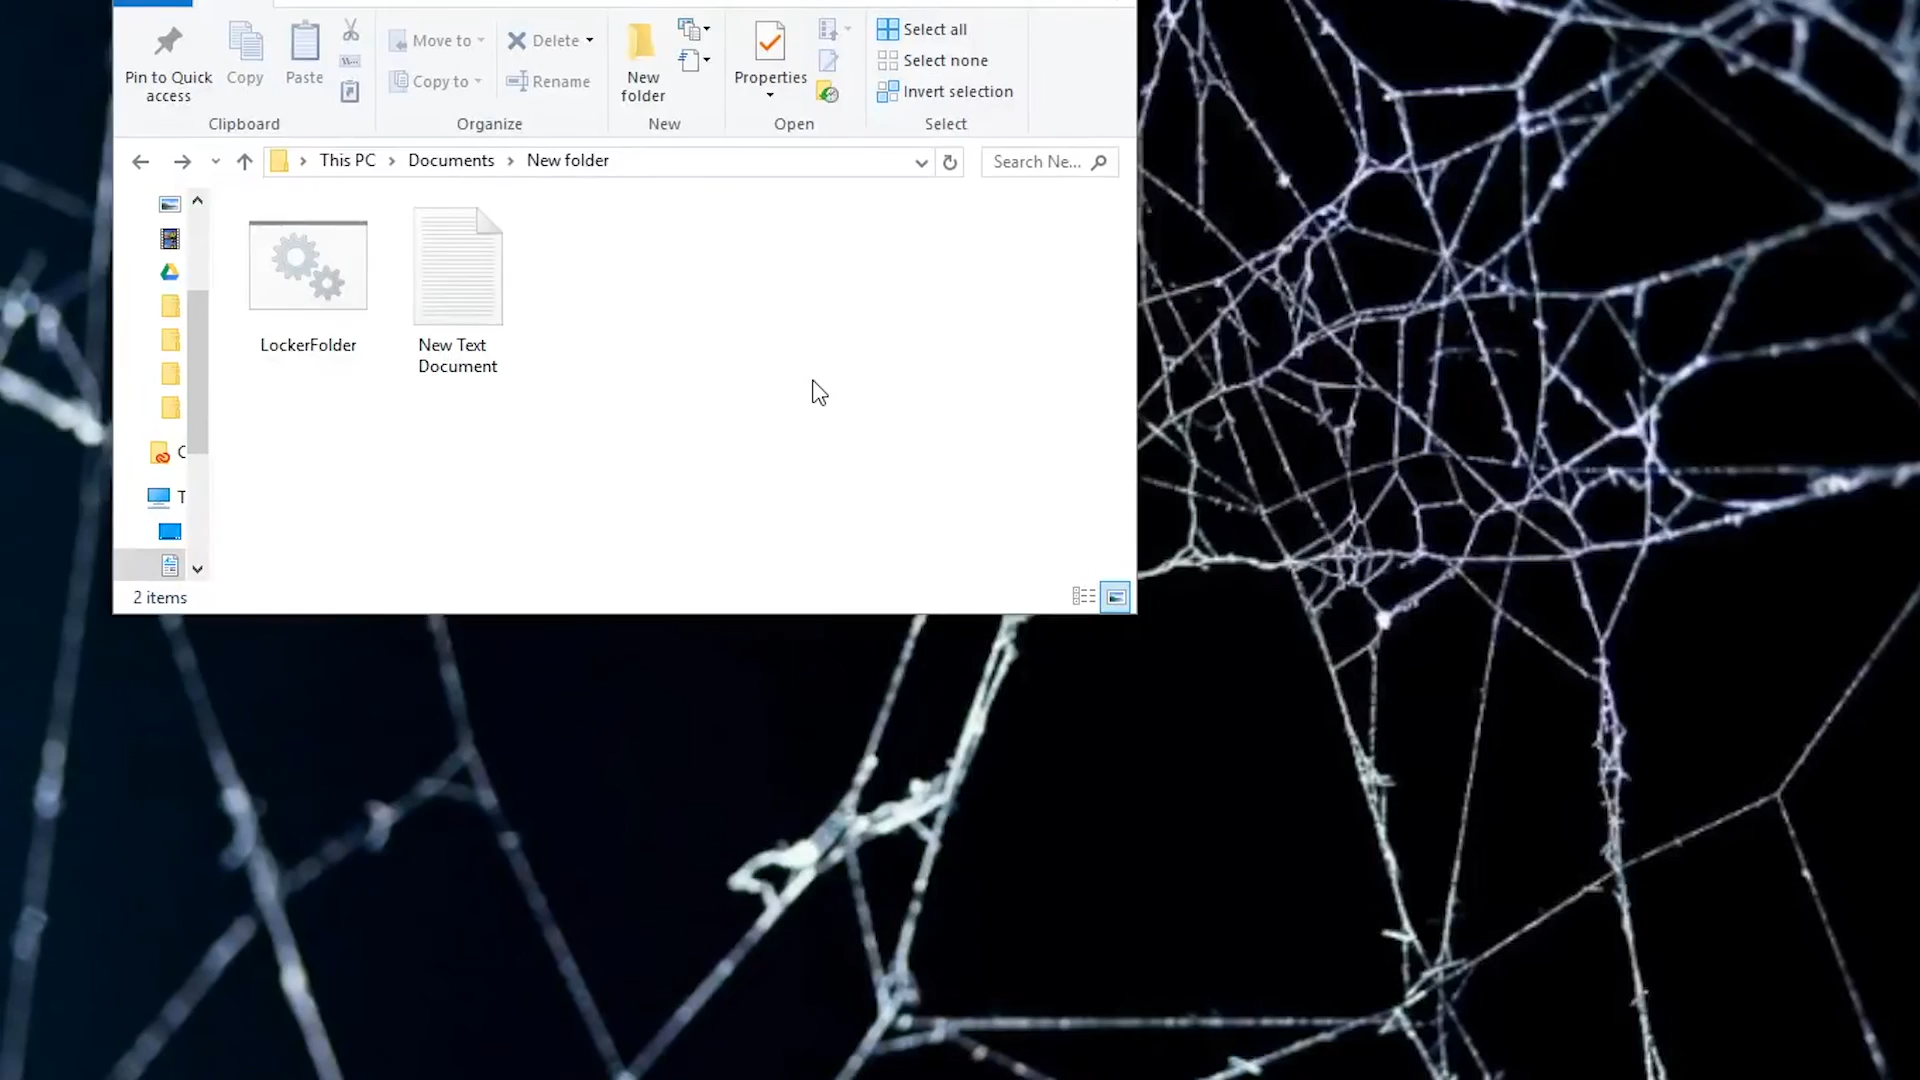 Pin to Quick
access
Copy
Paste
Move to
Copy to
Delete
Rename
New
folder
Properties
Select all
Select none
Invert selection
Clipboard
Organize
New
Open
Select
This PC
Documents
New folder
Search Ne...
LockerFolder
New Text
Document
C
T
2 items